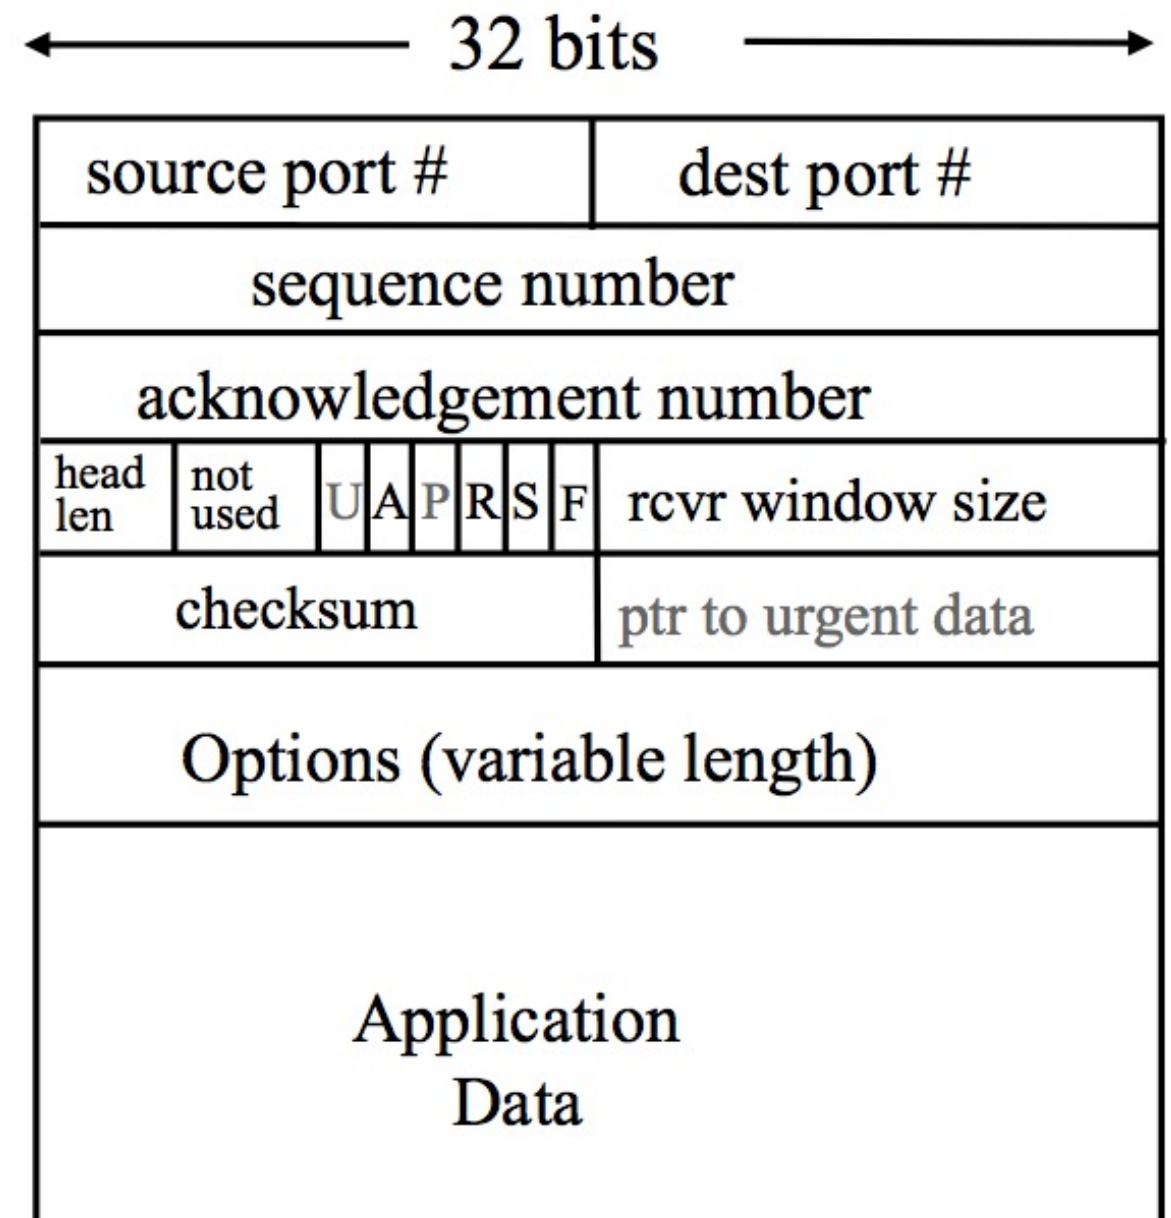 32 bits
source port # dest port #
sequence number
acknowledgement number
head len not used U A P R S F rcvr window size
checksum ptr to urgent data
Options (variable length)
Application
Data